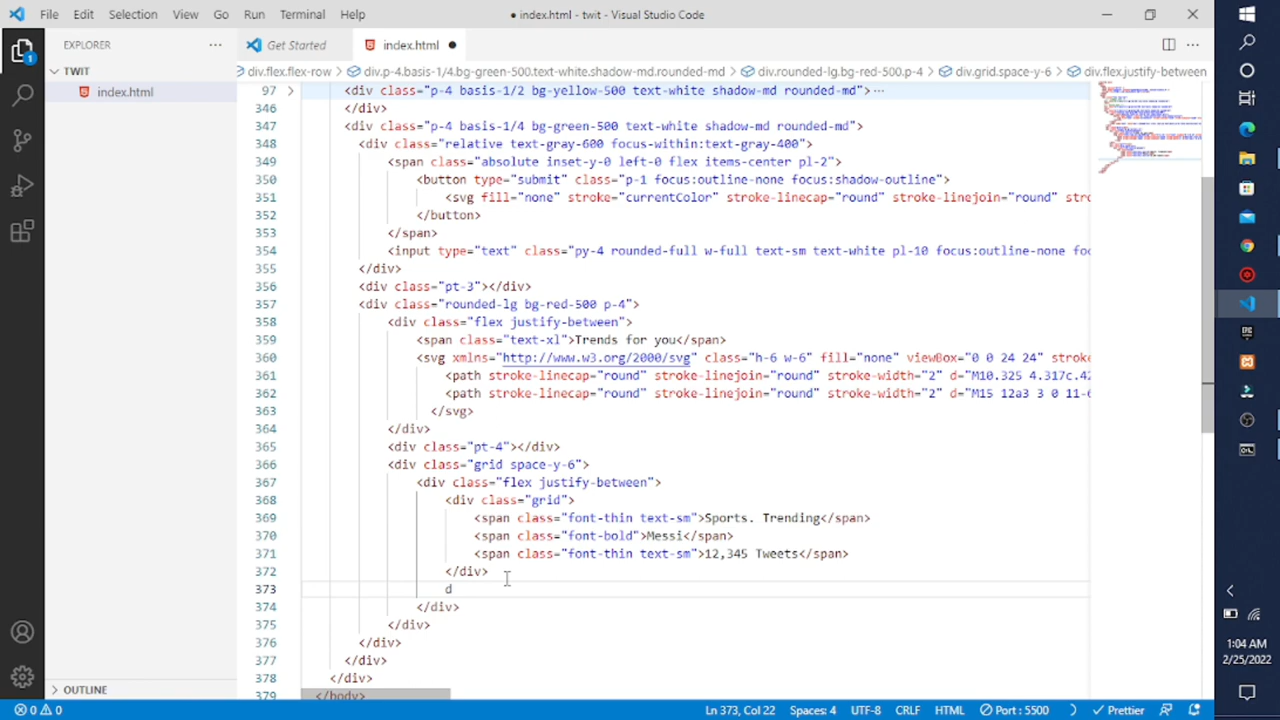 File Edit Selection View Go Run Terminal Help
● index.html - twit - Visual Studio Code
EXPLORER ···
Get Started
index.html ●
TWIT
index.html
div.flex.flex-row > div.p-4.basis-1/4.bg-green-500.text-white.shadow-md.rounded-md > div.rounded-lg.bg-red-500.p-4 > div.grid.space-y-6 > div.flex.justify-between
97 > <div class="p-4 basis-1/2 bg-yellow-500 text-white shadow-md rounded-md">···
346 </div>
347 <div class="p-4 basis-1/4 bg-green-500 text-white shadow-md rounded-md">
348 <div class="relative text-gray-600 focus-within:text-gray-400">
349 <span class="absolute inset-y-0 left-0 flex items-center pl-2">
350 <button type="submit" class="p-1 focus:outline-none focus:shadow-outline">
351 <svg fill="none" stroke="currentColor" stroke-linecap="round" stroke-linejoin="round" stro
352 </button>
353 </span>
354 <input type="text" class="py-4 rounded-full w-full text-sm text-white pl-10 focus:outline-none foc
355 </div>
356 <div class="pt-3"></div>
357 <div class="rounded-lg bg-red-500 p-4">
358 <div class="flex justify-between">
359 <span class="text-xl">Trends for you</span>
360 <svg xmlns="http://www.w3.org/2000/svg" class="h-6 w-6" fill="none" viewBox="0 0 24 24" stroke
361 <path stroke-linecap="round" stroke-linejoin="round" stroke-width="2" d="M10.325 4.317c.42
362 <path stroke-linecap="round" stroke-linejoin="round" stroke-width="2" d="M15 12a3 3 0 11-6
363 </svg>
364 </div>
365 <div class="pt-4"></div>
366 <div class="grid space-y-6">
367 <div class="flex justify-between">
368 <div class="grid">
369 <span class="font-thin text-sm">Sports. Trending</span>
370 <span class="font-bold">Messi</span>
371 <span class="font-thin text-sm">12,345 Tweets</span>
372 </div>
373 d
374 </div>
375 </div>
376 </div>
377 </div>
378 </div>
379 </body>
OUTLINE
0 0 Ln 373, Col 22 Spaces: 4 UTF-8 CRLF HTML Port : 5500 Prettier
1
EPIC
1:04 AM
2/25/2022